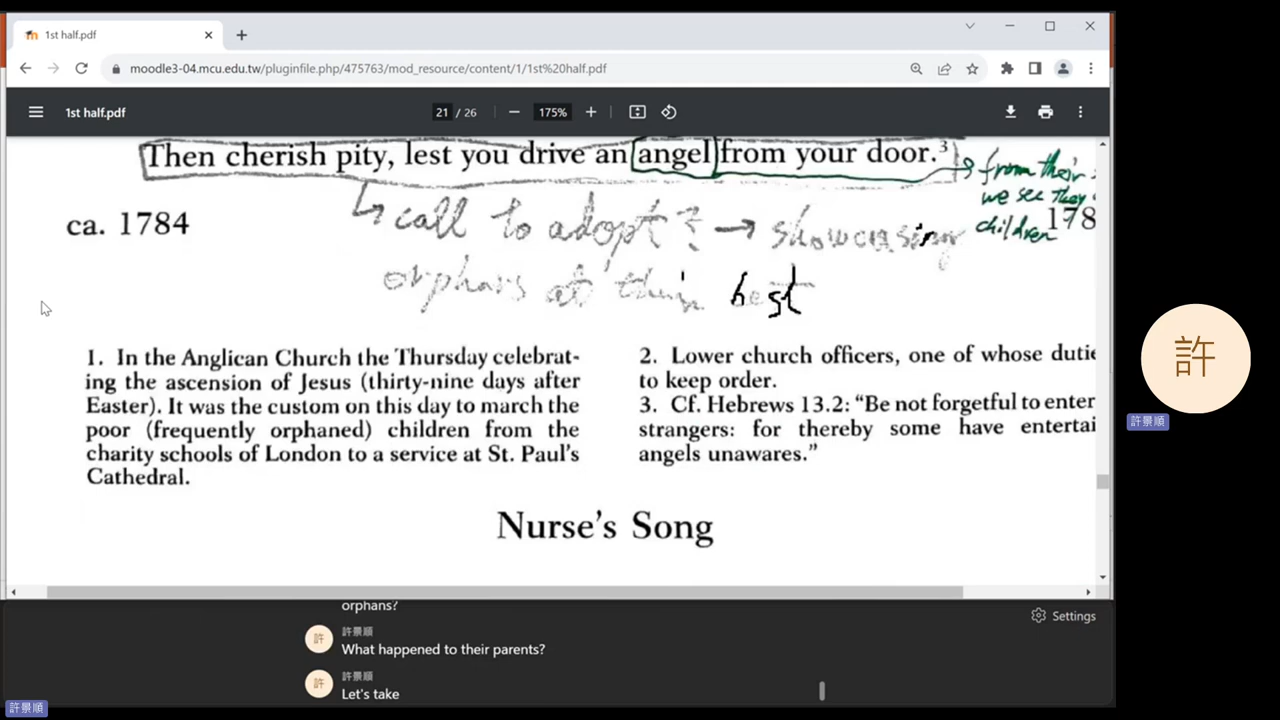 1st half.pdf
moodle3-04.mcu.edu.tw/pluginfile.php/475763/mod_resource/content/1/1st%20half.pdf
1st half.pdf
21 / 26
175%
Then cherish pity, lest you drive an angel from your door.3
from their
we see they
children
ca. 1784
178
call to adopt? → showcasing
orphans at their best
1. In the Anglican Church the Thursday celebrat-
ing the ascension of Jesus (thirty-nine days after
Easter). It was the custom on this day to march the
poor (frequently orphaned) children from the
charity schools of London to a service at St. Paul's
Cathedral.
2. Lower church officers, one of whose dutie
to keep order.
3. Cf. Hebrews 13.2: "Be not forgetful to enter
strangers: for thereby some have entertai
angels unawares."
Nurse's Song
orphans?
許景順
許
What happened to their parents?
許景順
許
Let's take
Settings
許景順
許
許景順